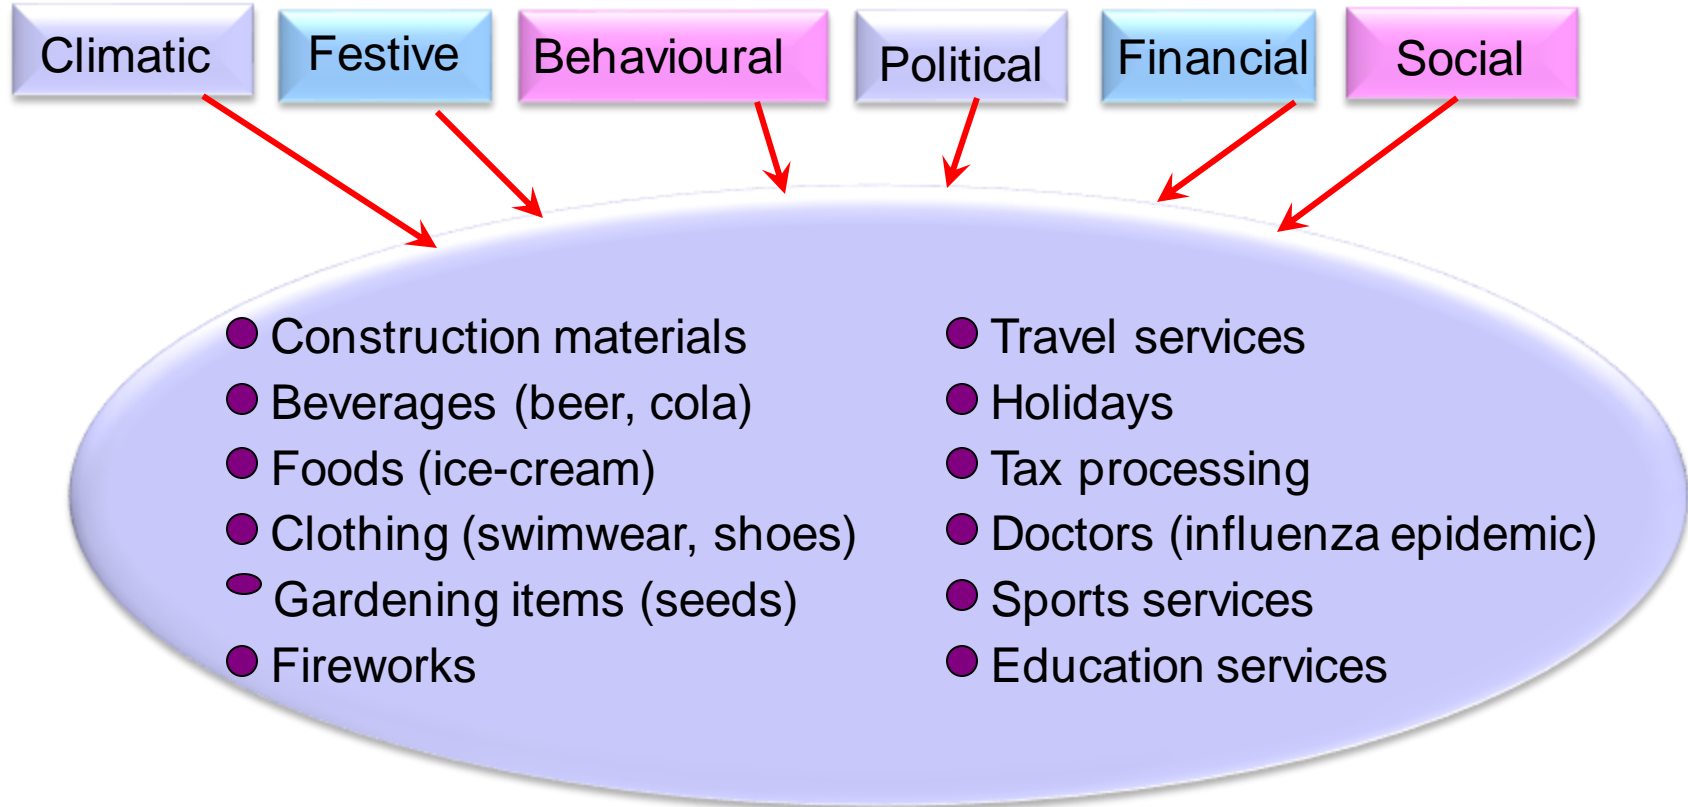 Climatic
Festive
Behavioural
Political
Financial
Social
Construction materials
Beverages (beer, cola)
Foods (ice-cream)
Clothing (swimwear, shoes)
Gardening items (seeds)
Fireworks
Travel services
Holidays
Tax processing
Doctors (influenza epidemic)
Sports services
Education services